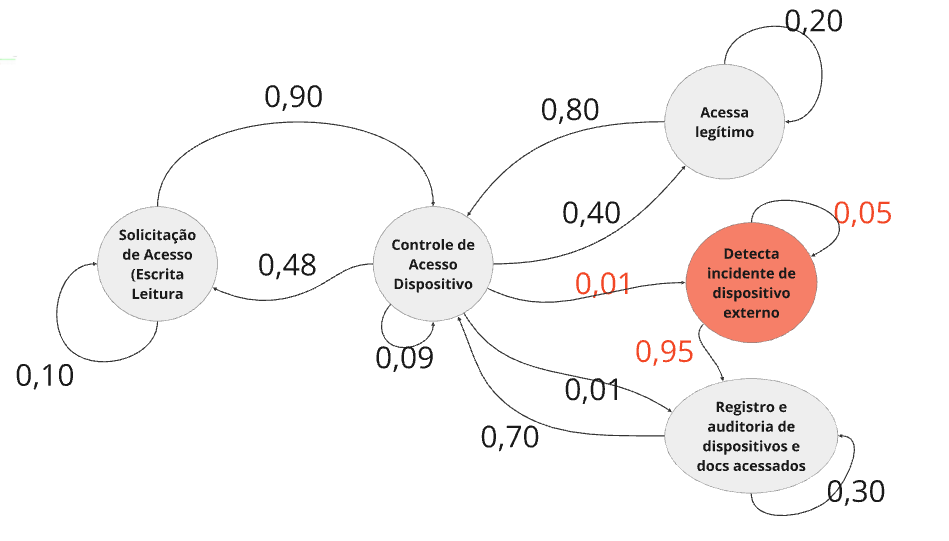 0,20
0,90
0,80
Acessa
legítimo
0,40
0,05
Solicitação
de Acesso
(Escrita
Leitura
0,48
Controle de
Acesso
Dispositivo
0,01
Detecta
incidente de
dispositivo
externo
0,10
0,09
0,95
0,01
0,70
Registro e
auditoria de
dispositivos e
docs acessados
0,30